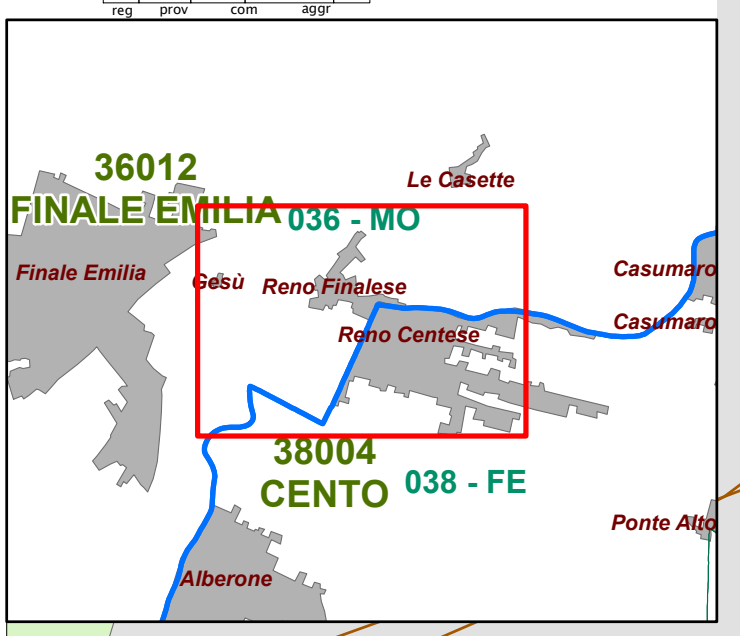 reg prov com aggr
36012
FINALE EMILIA
Le Casette
036 - MO
Finale Emilia
Gesù
Reno Finalese
Casumaro
Casumaro
Reno Centese
38004
CENTO
038 - FE
Ponte Alto
Alberone